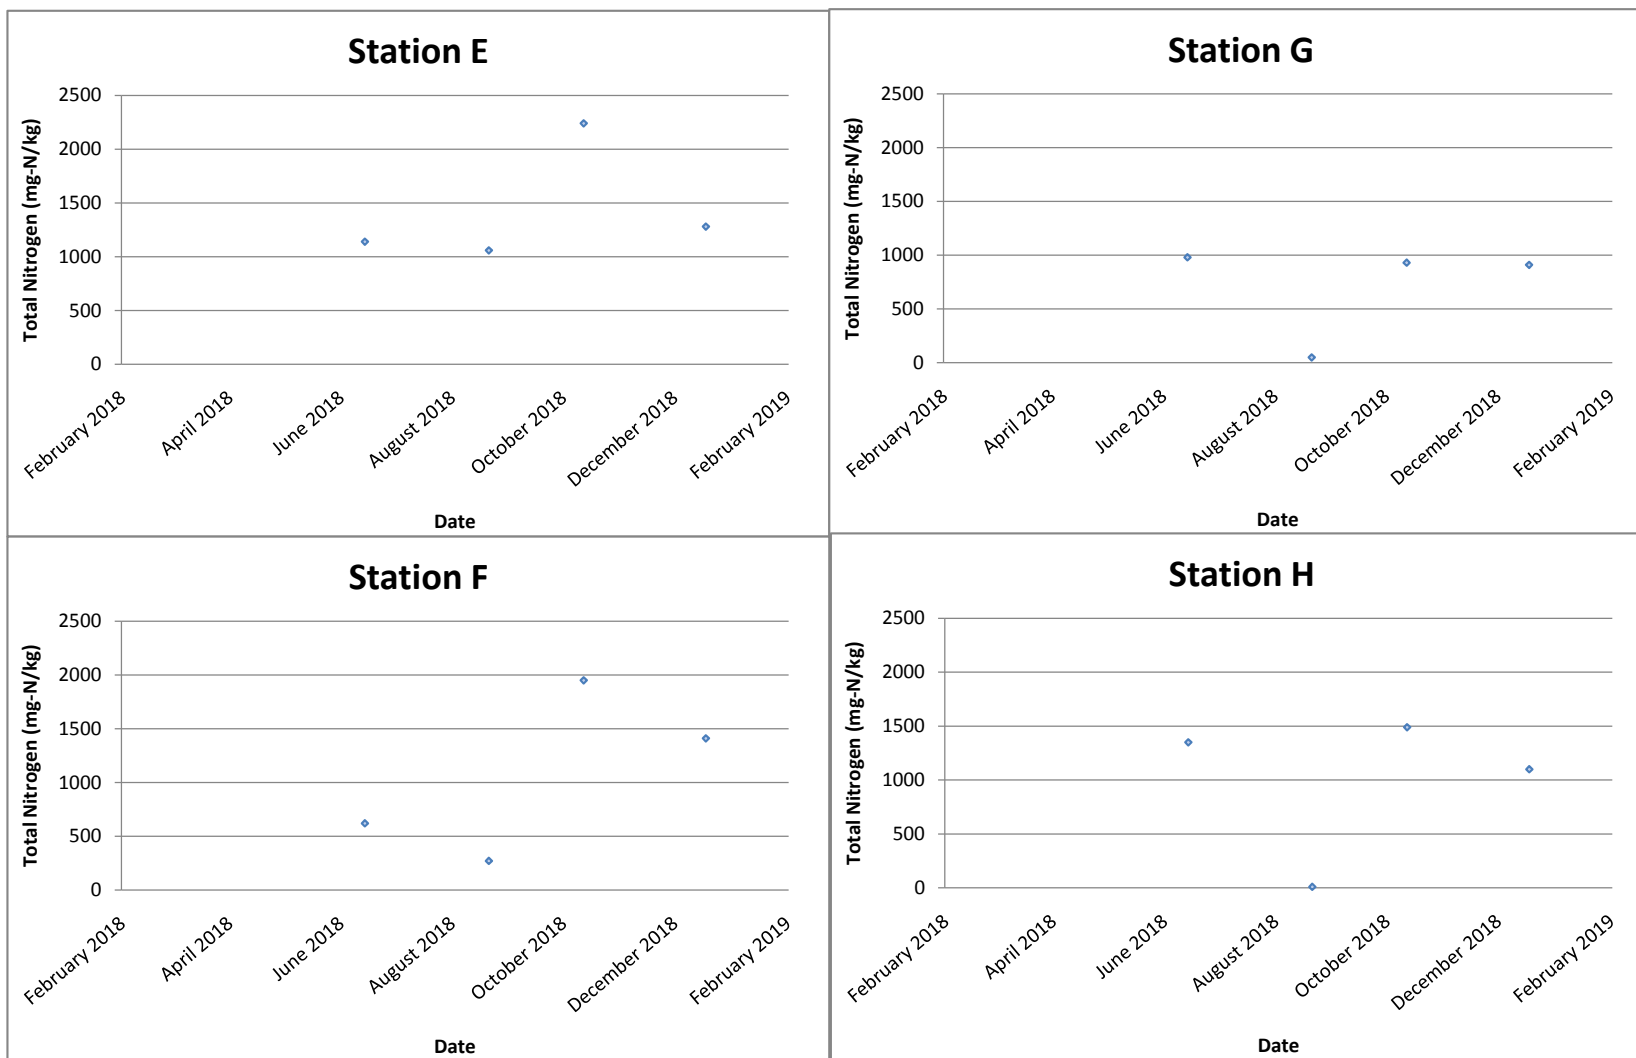 Station E
Total Nitrogen (mg-N/kg)
2500
2000
1500
1000
500
0
February 2018
April 2018
June 2018
August 2018
October 2018
December 2018
February 2019
Date
Station G
Total Nitrogen (mg-N/kg)
2500
2000
1500
1000
500
0
February 2018
April 2018
June 2018
August 2018
October 2018
December 2018
February 2019
Date
Station F
Total Nitrogen (mg-N/kg)
2500
2000
1500
1000
500
0
February 2018
April 2018
June 2018
August 2018
October 2018
December 2018
February 2019
Date
Station H
Total Nitrogen (mg-N/kg)
2500
2000
1500
1000
500
0
February 2018
April 2018
June 2018
August 2018
October 2018
December 2018
February 2019
Date